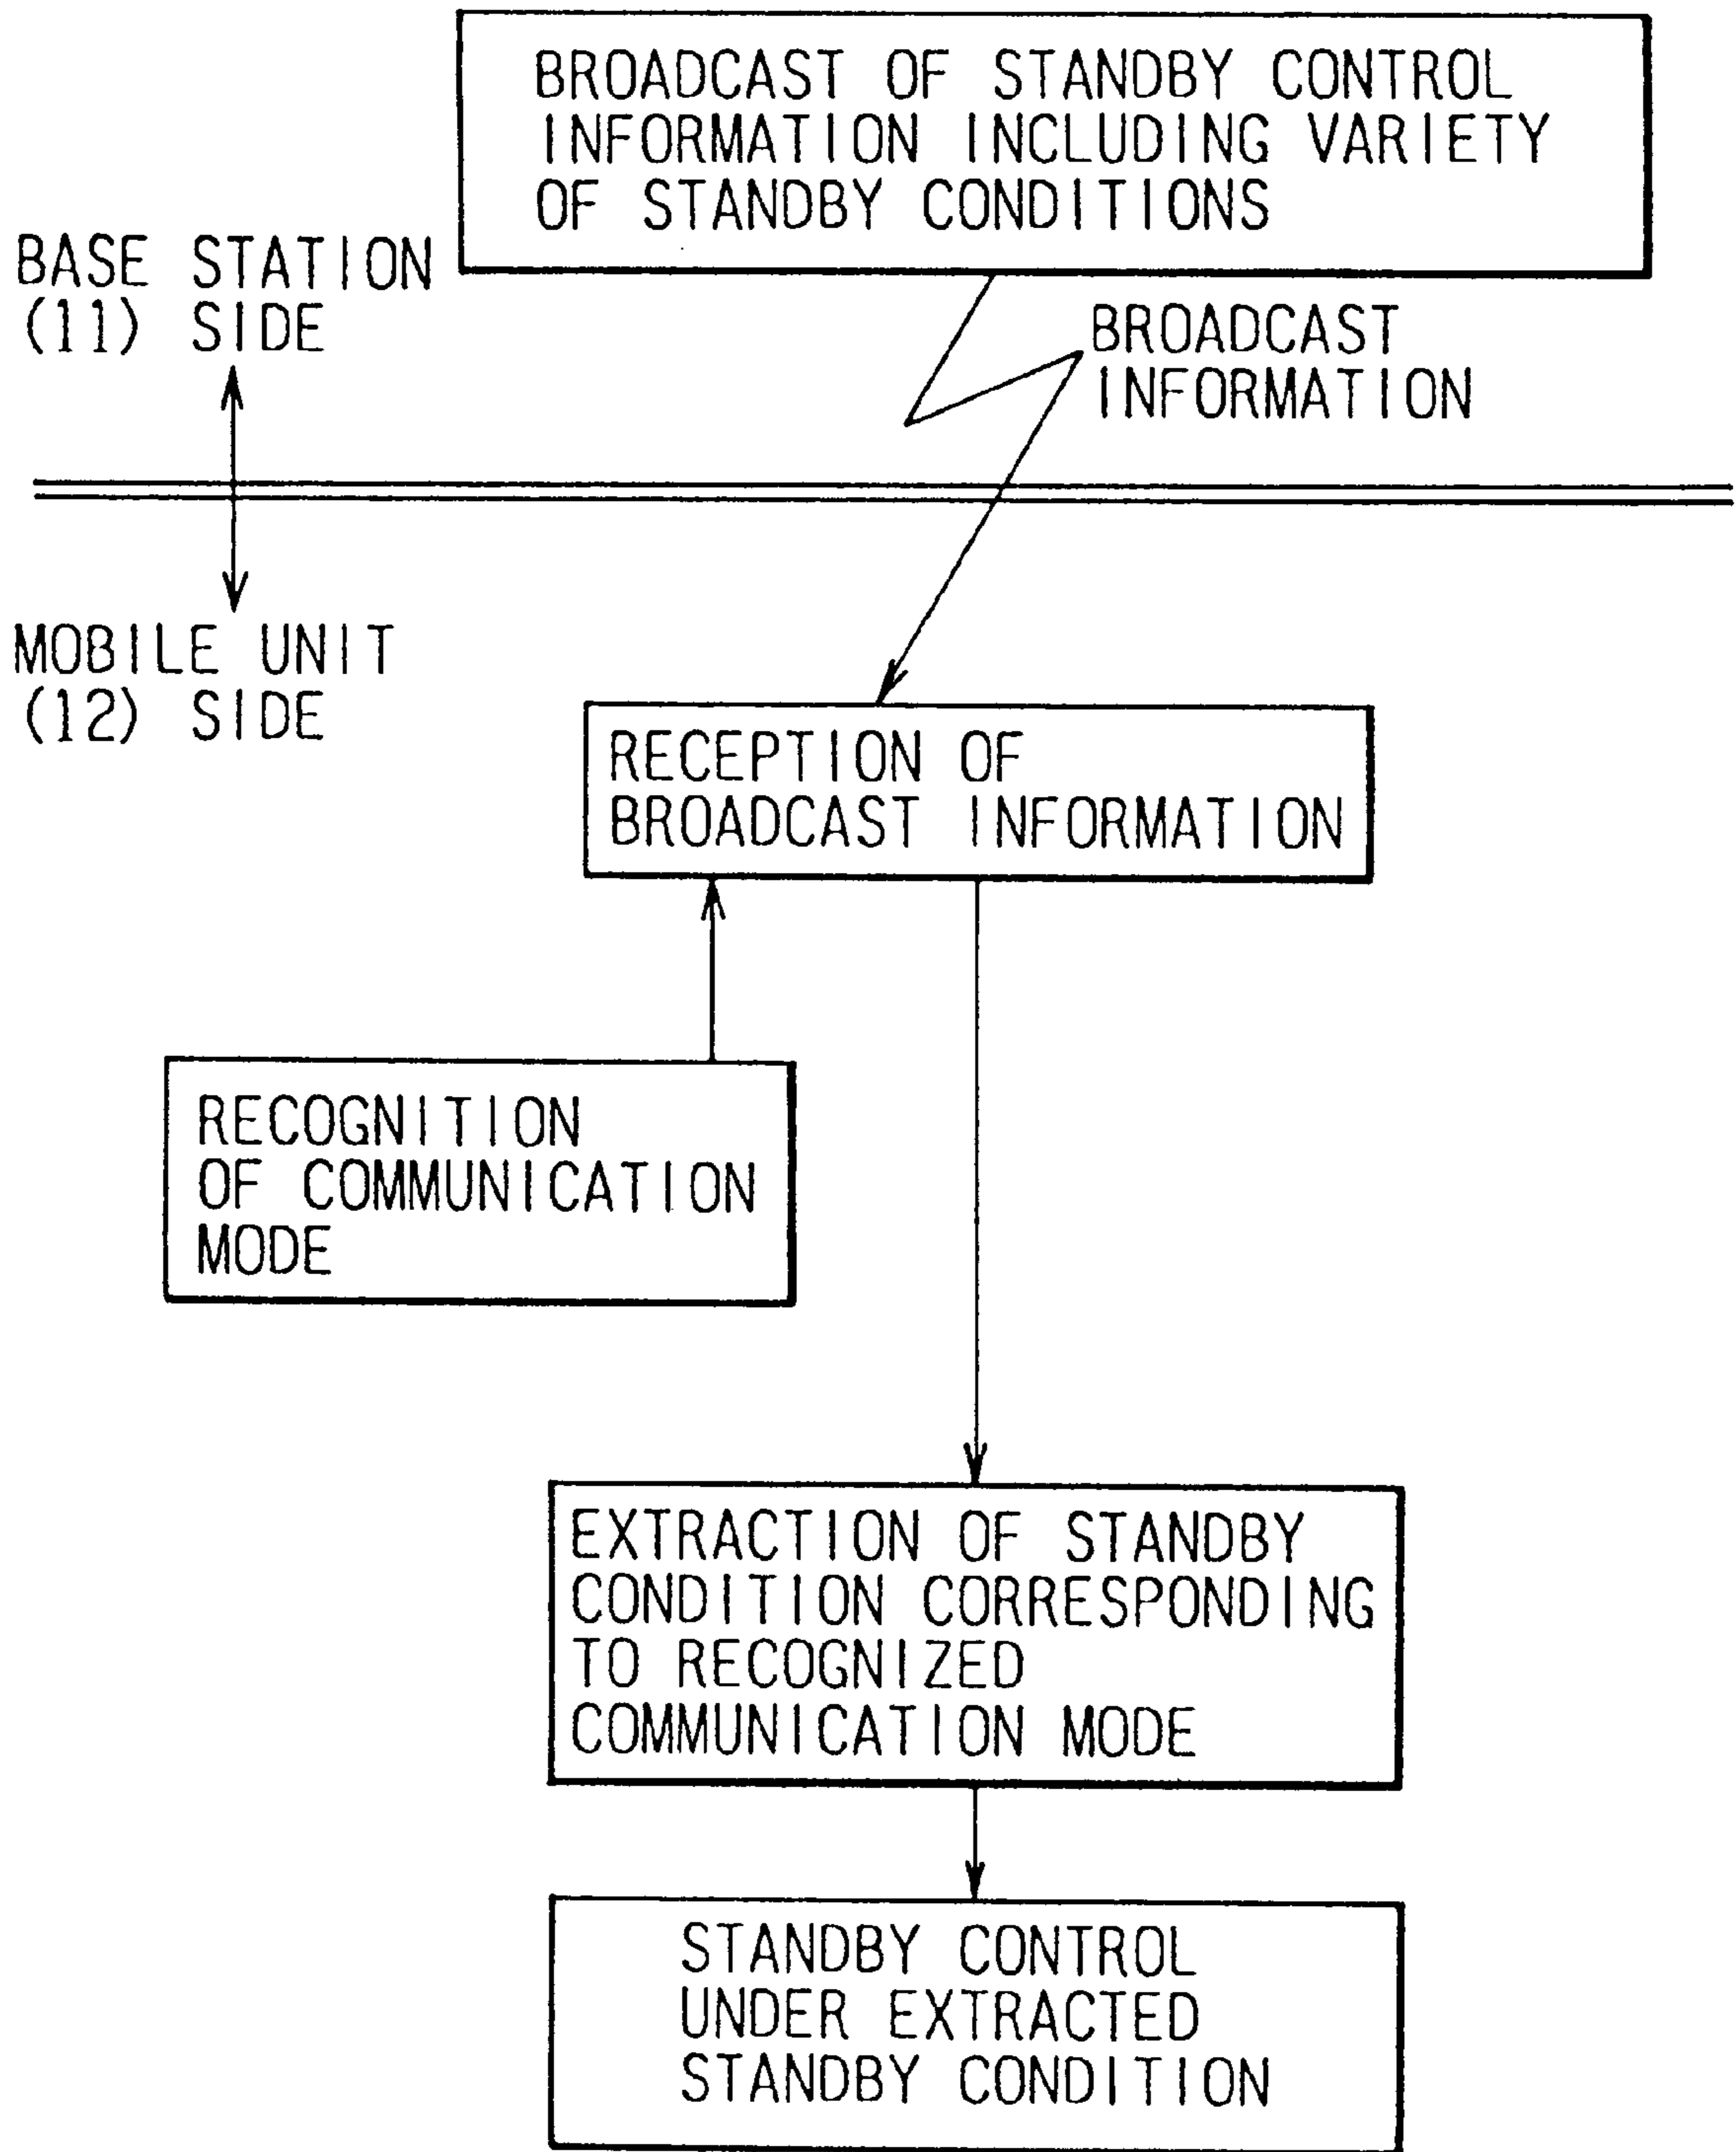 BROADCAST OF STANDBY CONTROL
INFORMATION INCLUDING VARIETY
OF STANDBY CONDITIONS
BASE STATION
(11) SIDE
BROADCAST
INFORMATION
MOBILE UNIT
(12) SIDE
RECEPTION OF
BROADCAST INFORMATION
RECOGNITION
OF COMMUNICATION
MODE
EXTRACTION OF STANDBY
CONDITION CORRESPONDING
TO RECOGNIZED
COMMUNICATION MODE
STANDBY CONTROL
UNDER EXTRACTED
STANDBY CONDITION